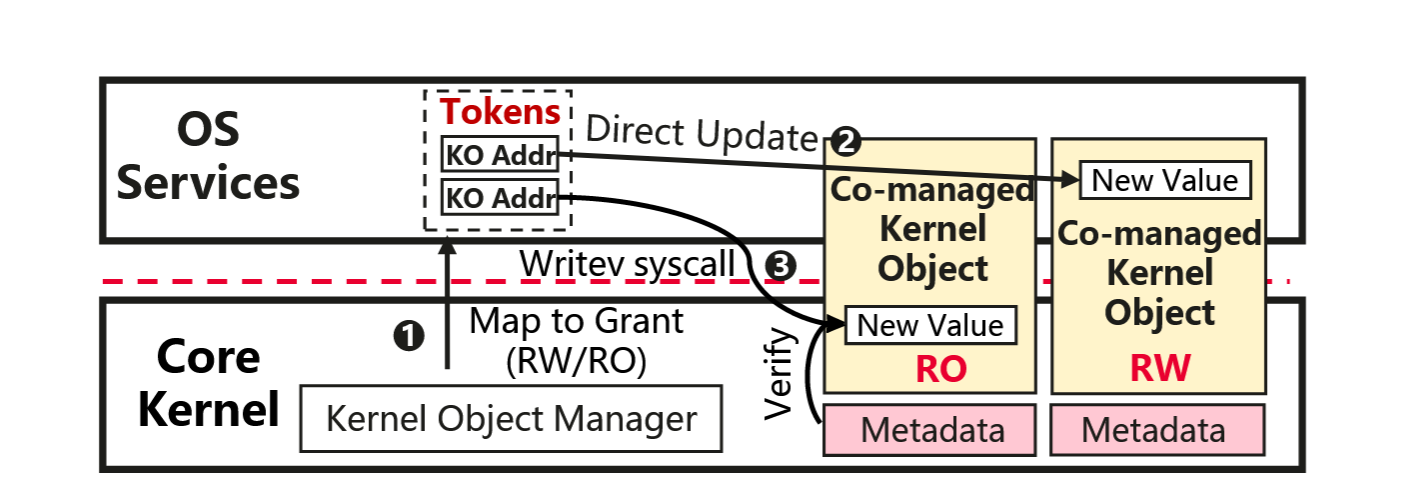 OS
Services
Tokens
KO Addr
KO Addr
Direct Update ❷
Co-managed
Kernel
Object
New Value
RO
New Value
Co-managed
Kernel
Object
RW
Writev syscall ❸
❶
Map to Grant
(RW/RO)
Verify
Core
Kernel
Kernel Object Manager
Metadata
Metadata